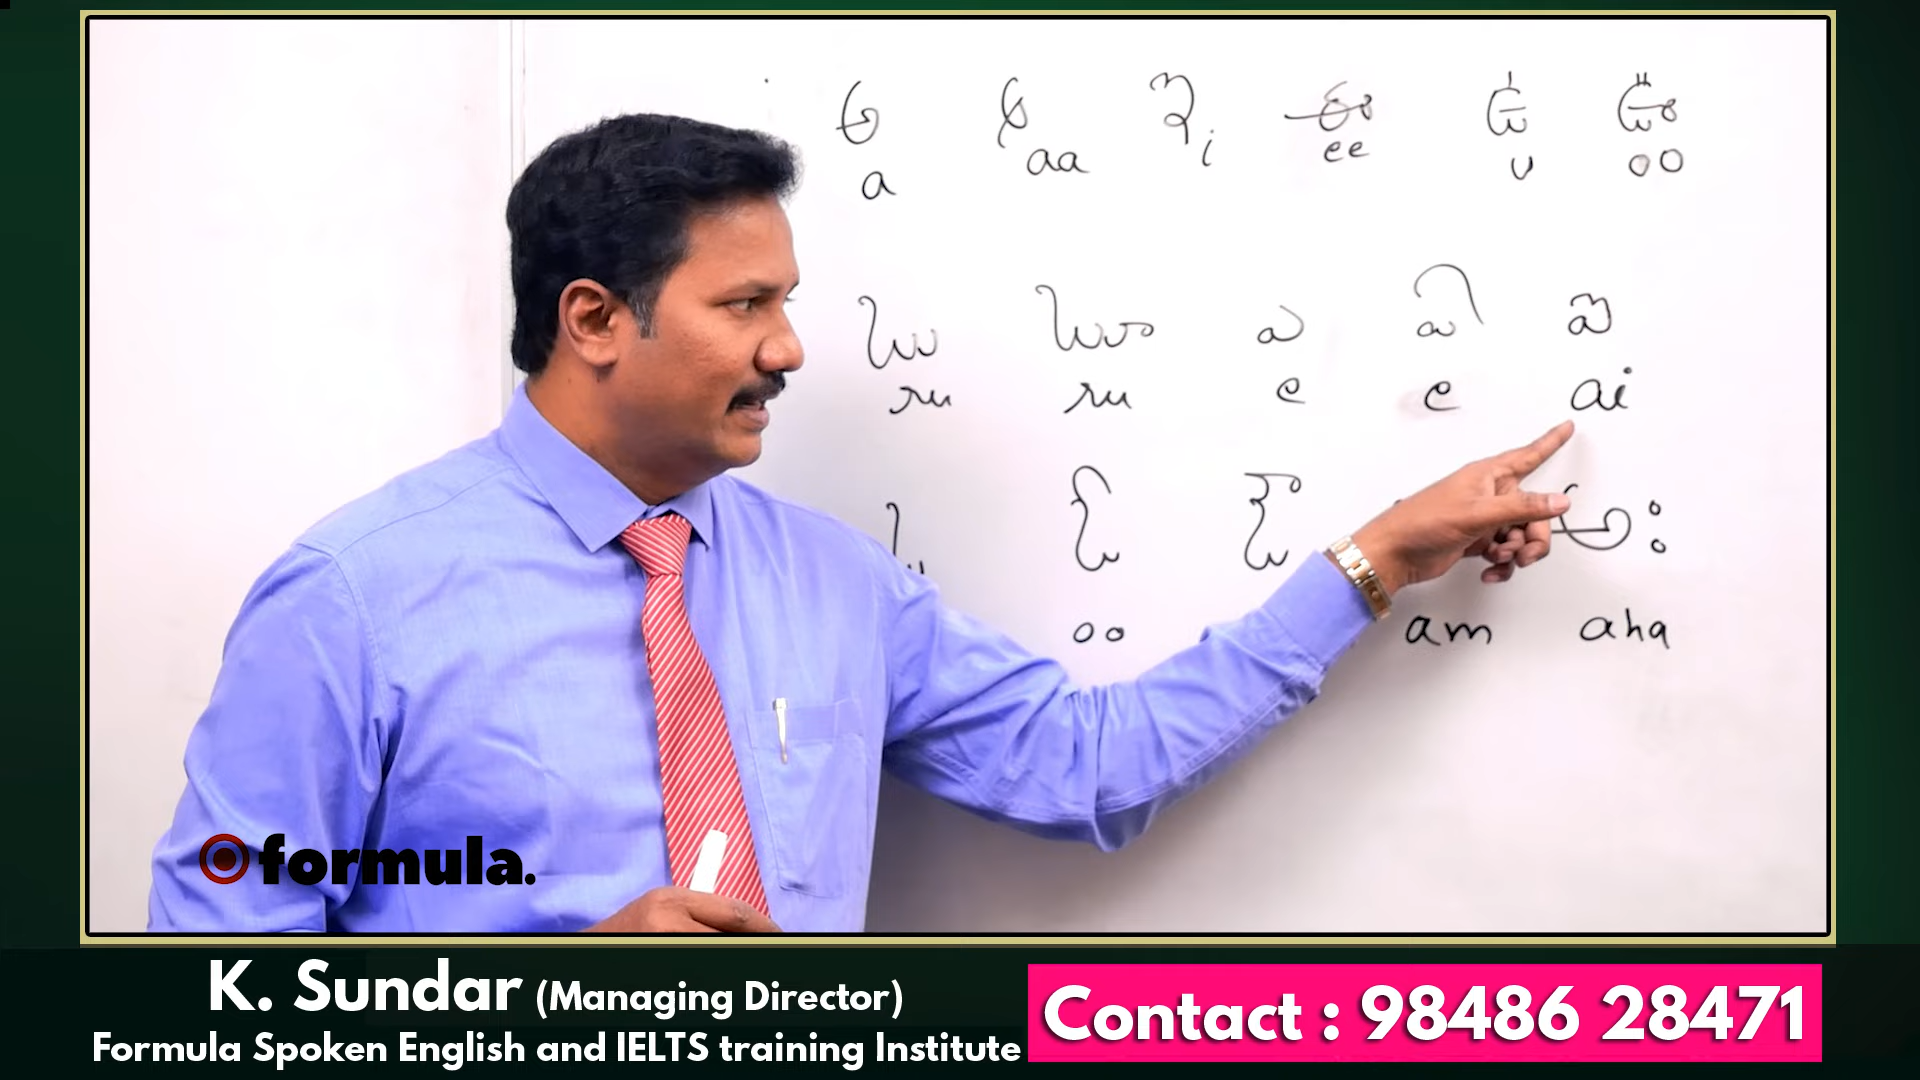 అ ఆ ఇ ఈ ఉ ఊ
a aa i ee u oo
ఋ ౠ ఎ ఏ ఐ
ru ru e e ai
ఓ ఔ అః
oo am aha
formula.
K. Sundar (Managing Director)
Formula Spoken English and IELTS training Institute
Contact : 98486 28471